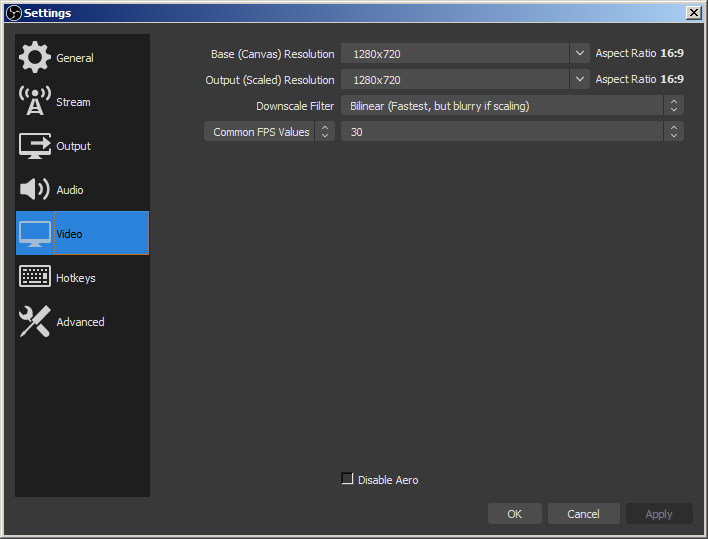 Settings
General
Stream
Output
Audio
Video
Hotkeys
Advanced
Base (Canvas) Resolution 1280x720 Aspect Ratio 16:9
Output (Scaled) Resolution 1280x720 Aspect Ratio 16:9
Downscale Filter Bilinear (Fastest, but blurry if scaling)
Common FPS Values 30
Disable Aero
OK Cancel Apply